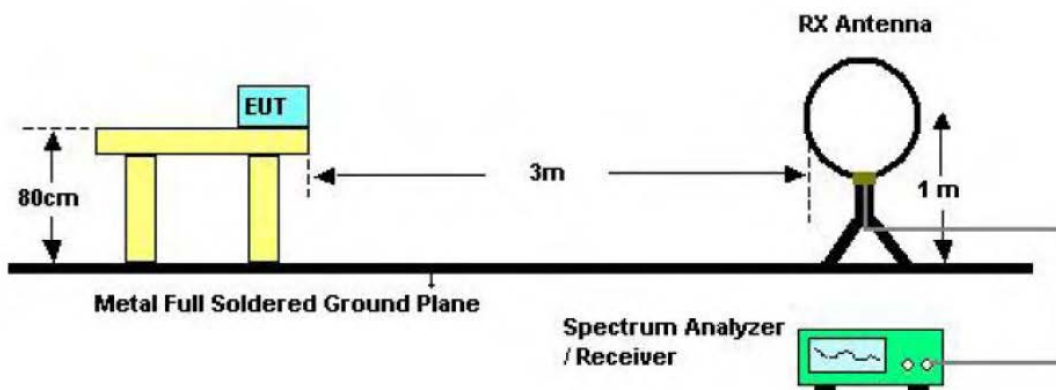 RX Antenna
EUT
3m
80cm
1 m
Metal Full Soldered Ground Plane
Spectrum Analyzer
/ Receiver